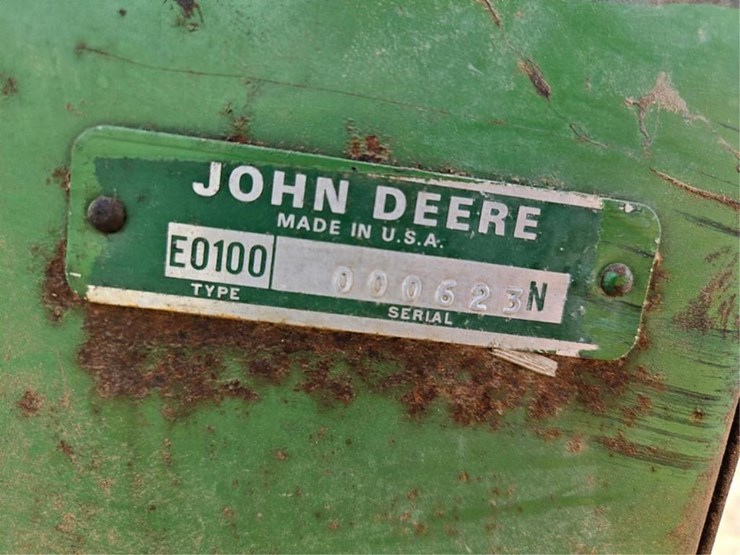 JOHN DEERE
MADE IN U.S.A.
E0100 000623N
TYPE SERIAL